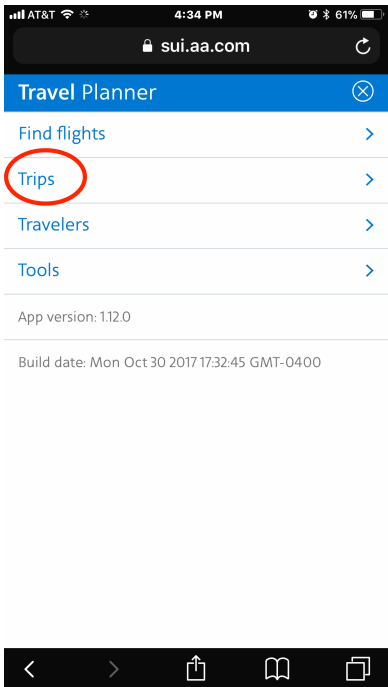 AT&T 4:34 PM 61%
sui.aa.com
Travel Planner
Find flights
Trips
Travelers
Tools
App version: 1.12.0
Build date: Mon Oct 30 2017 17:32:45 GMT-0400